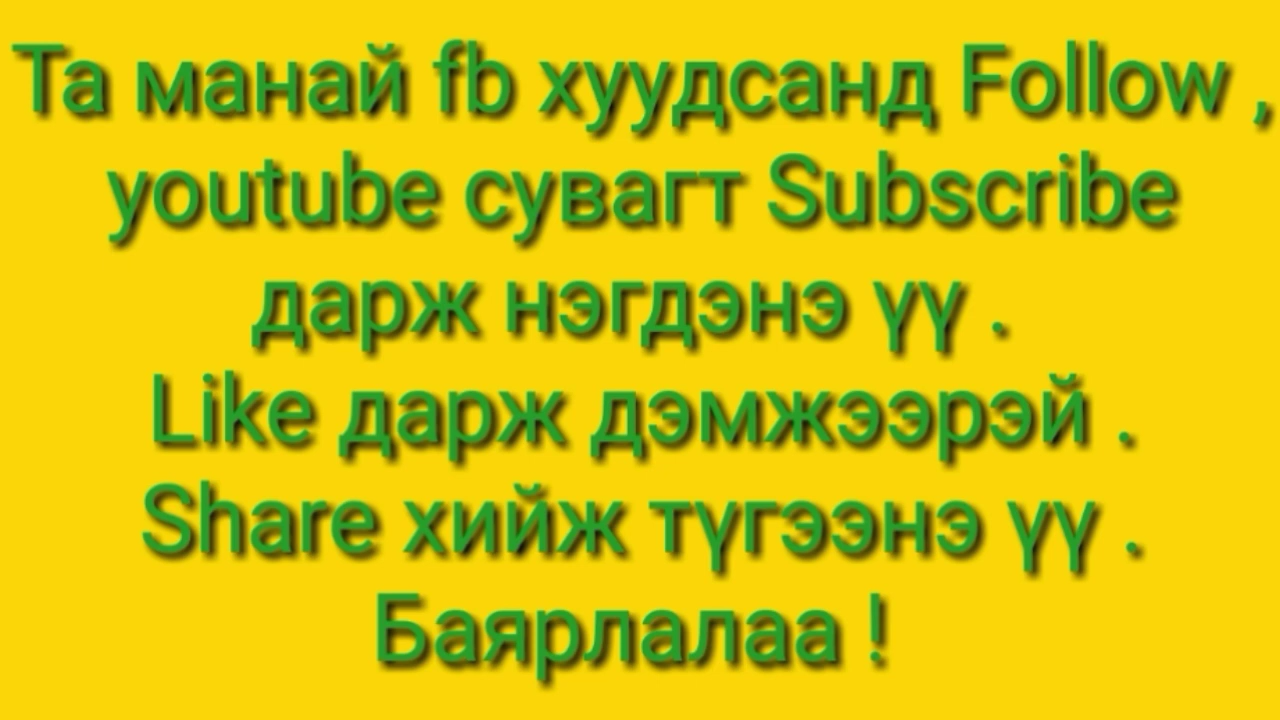 Та манай fb хуудсанд Follow ,
youtube сувагт Subscribe
дарж нэгдэнэ үү .
Like дарж дэмжээрэй .
Share хийж түгээнэ үү .
Баярлалаа !